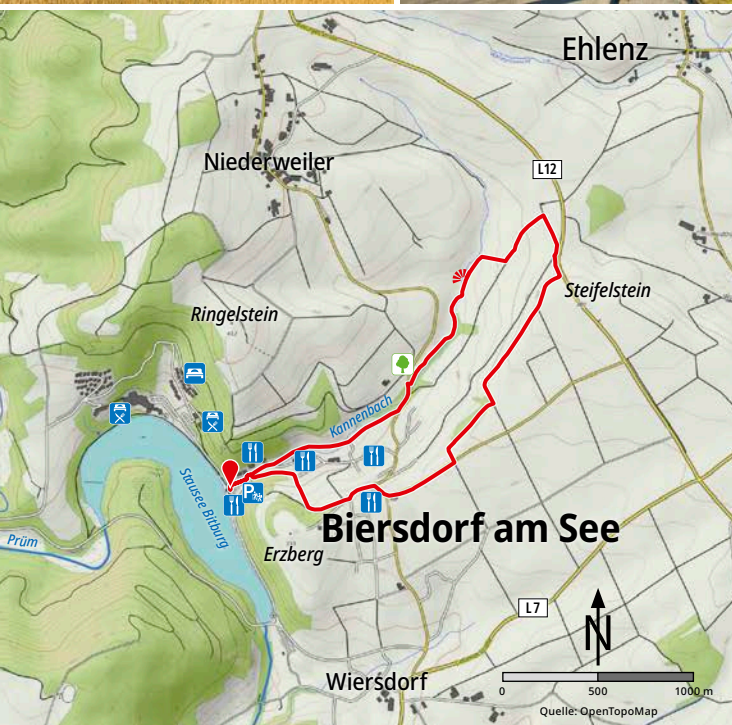 Ehlenz
Niederweiler
L12
Steifelstein
Ringelstein
Kannenbach
Stausee Bitburg
P
Biersdorf am See
Prüm
Erzberg
L7
N
Wiersdorf
0 500 1000 m
Quelle: OpenTopoMap